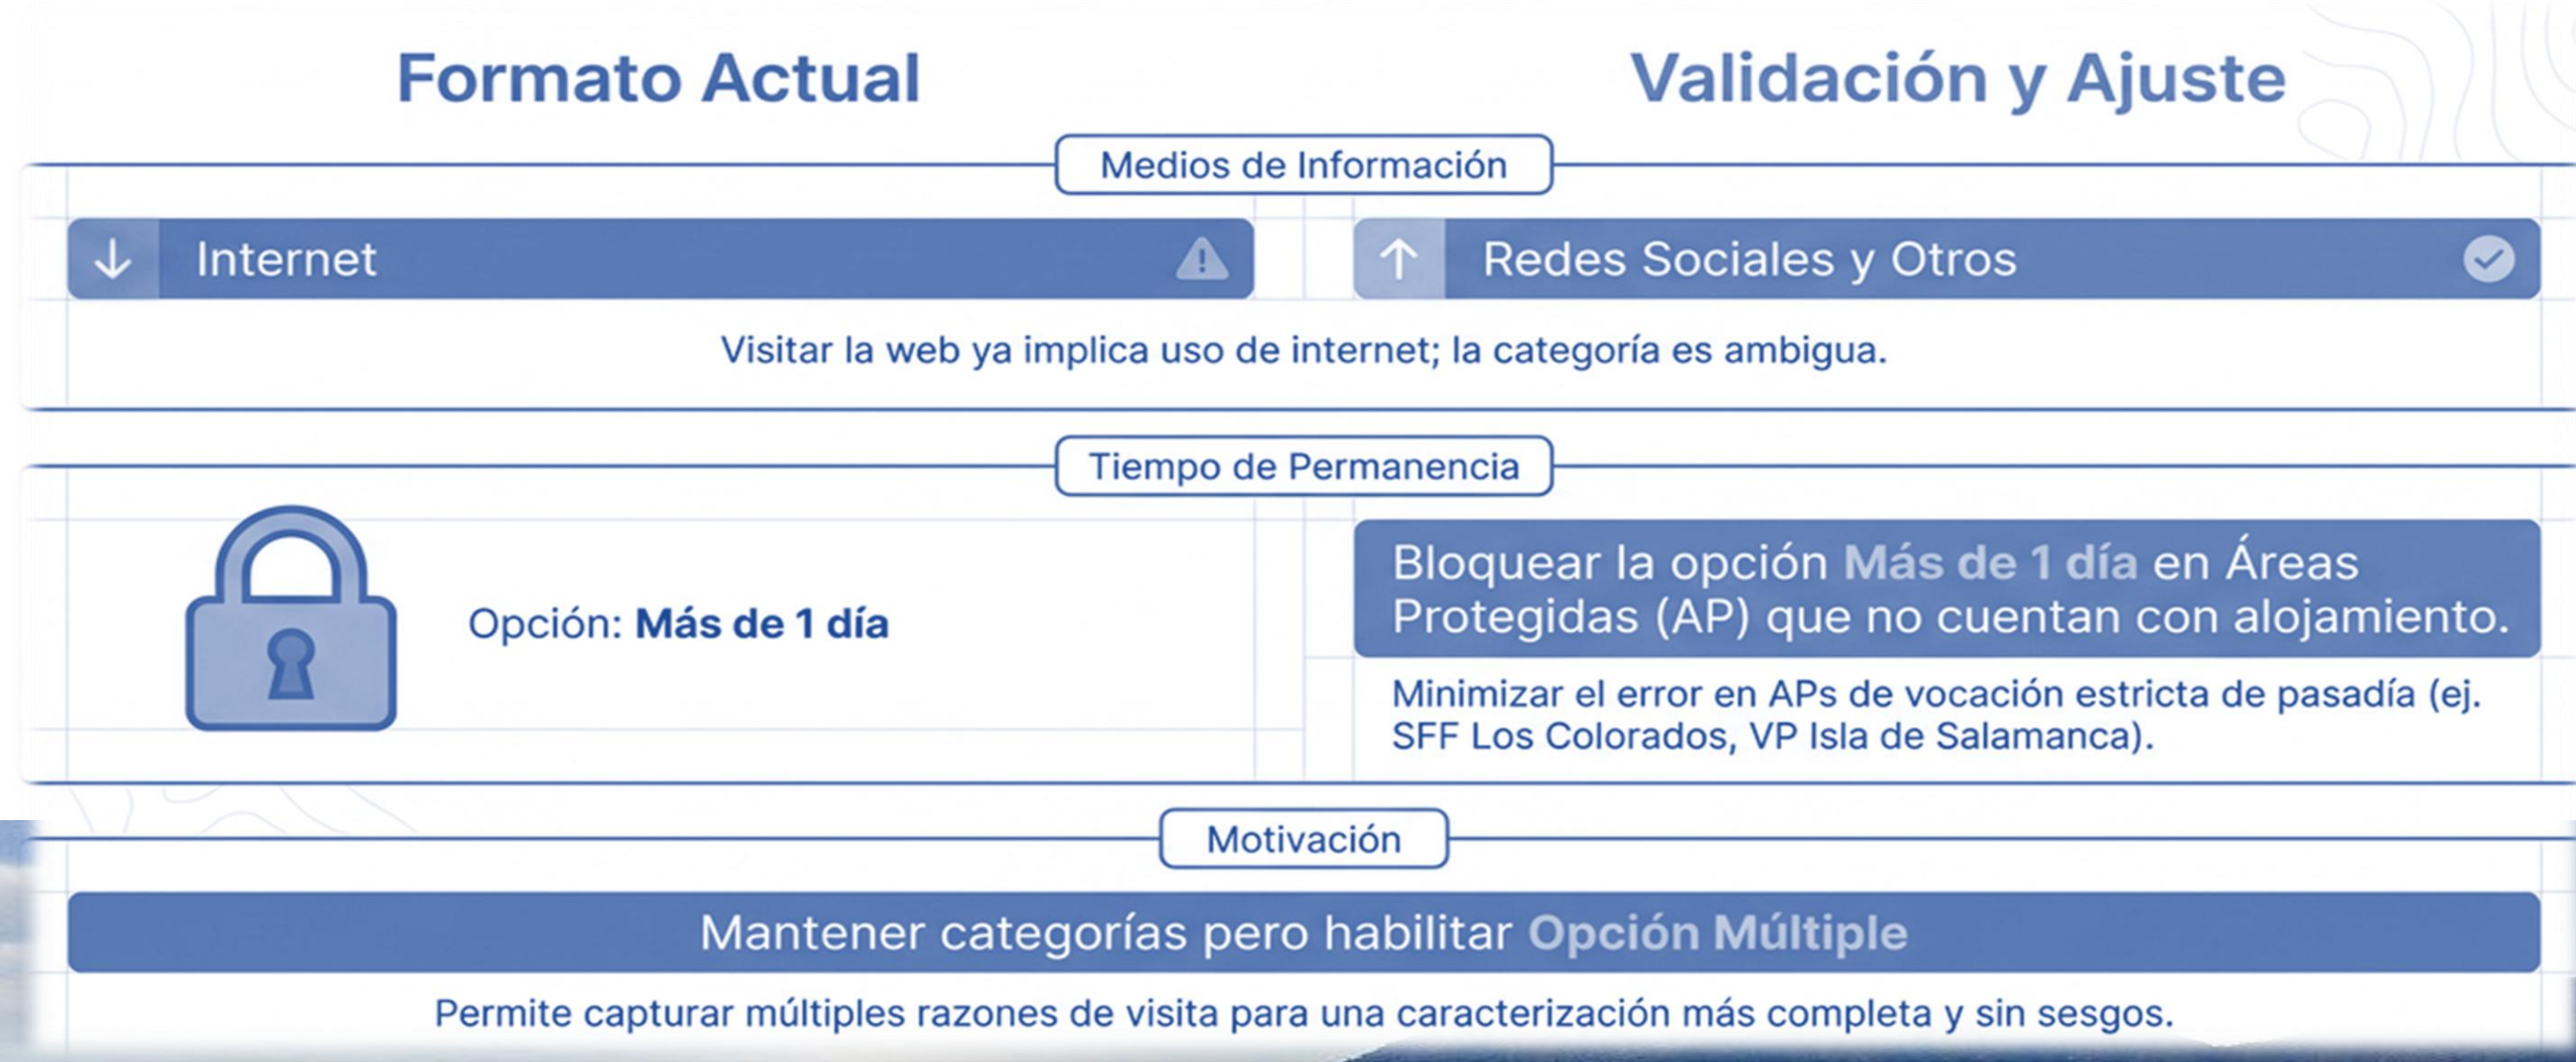 Formato Actual
Validación y Ajuste
Medios de Información
Internet
Redes Sociales y Otros
Visitar la web ya implica uso de internet; la categoría es ambigua.
Tiempo de Permanencia
Opción: Más de 1 día
Bloquear la opción Más de 1 día en Áreas
Protegidas (AP) que no cuentan con alojamiento.
Minimizar el error en APs de vocación estricta de pasadía (ej.
SFF Los Colorados, VP Isla de Salamanca).
Motivación
Mantener categorías pero habilitar Opción Múltiple
Permite capturar múltiples razones de visita para una caracterización más completa y sin sesgos.